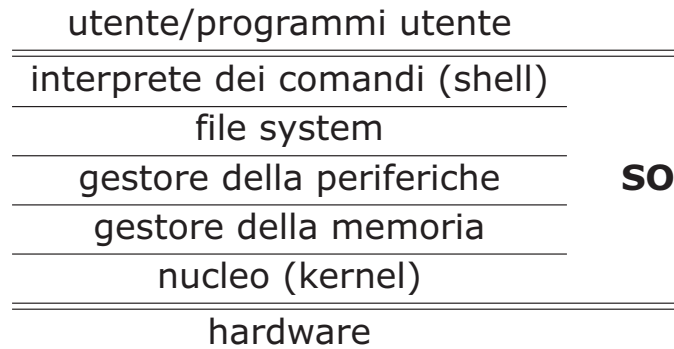 utente/programmi utente
interprete dei comandi (shell)
file system
gestore della periferiche
SO
gestore della memoria
nucleo (kernel)
hardware